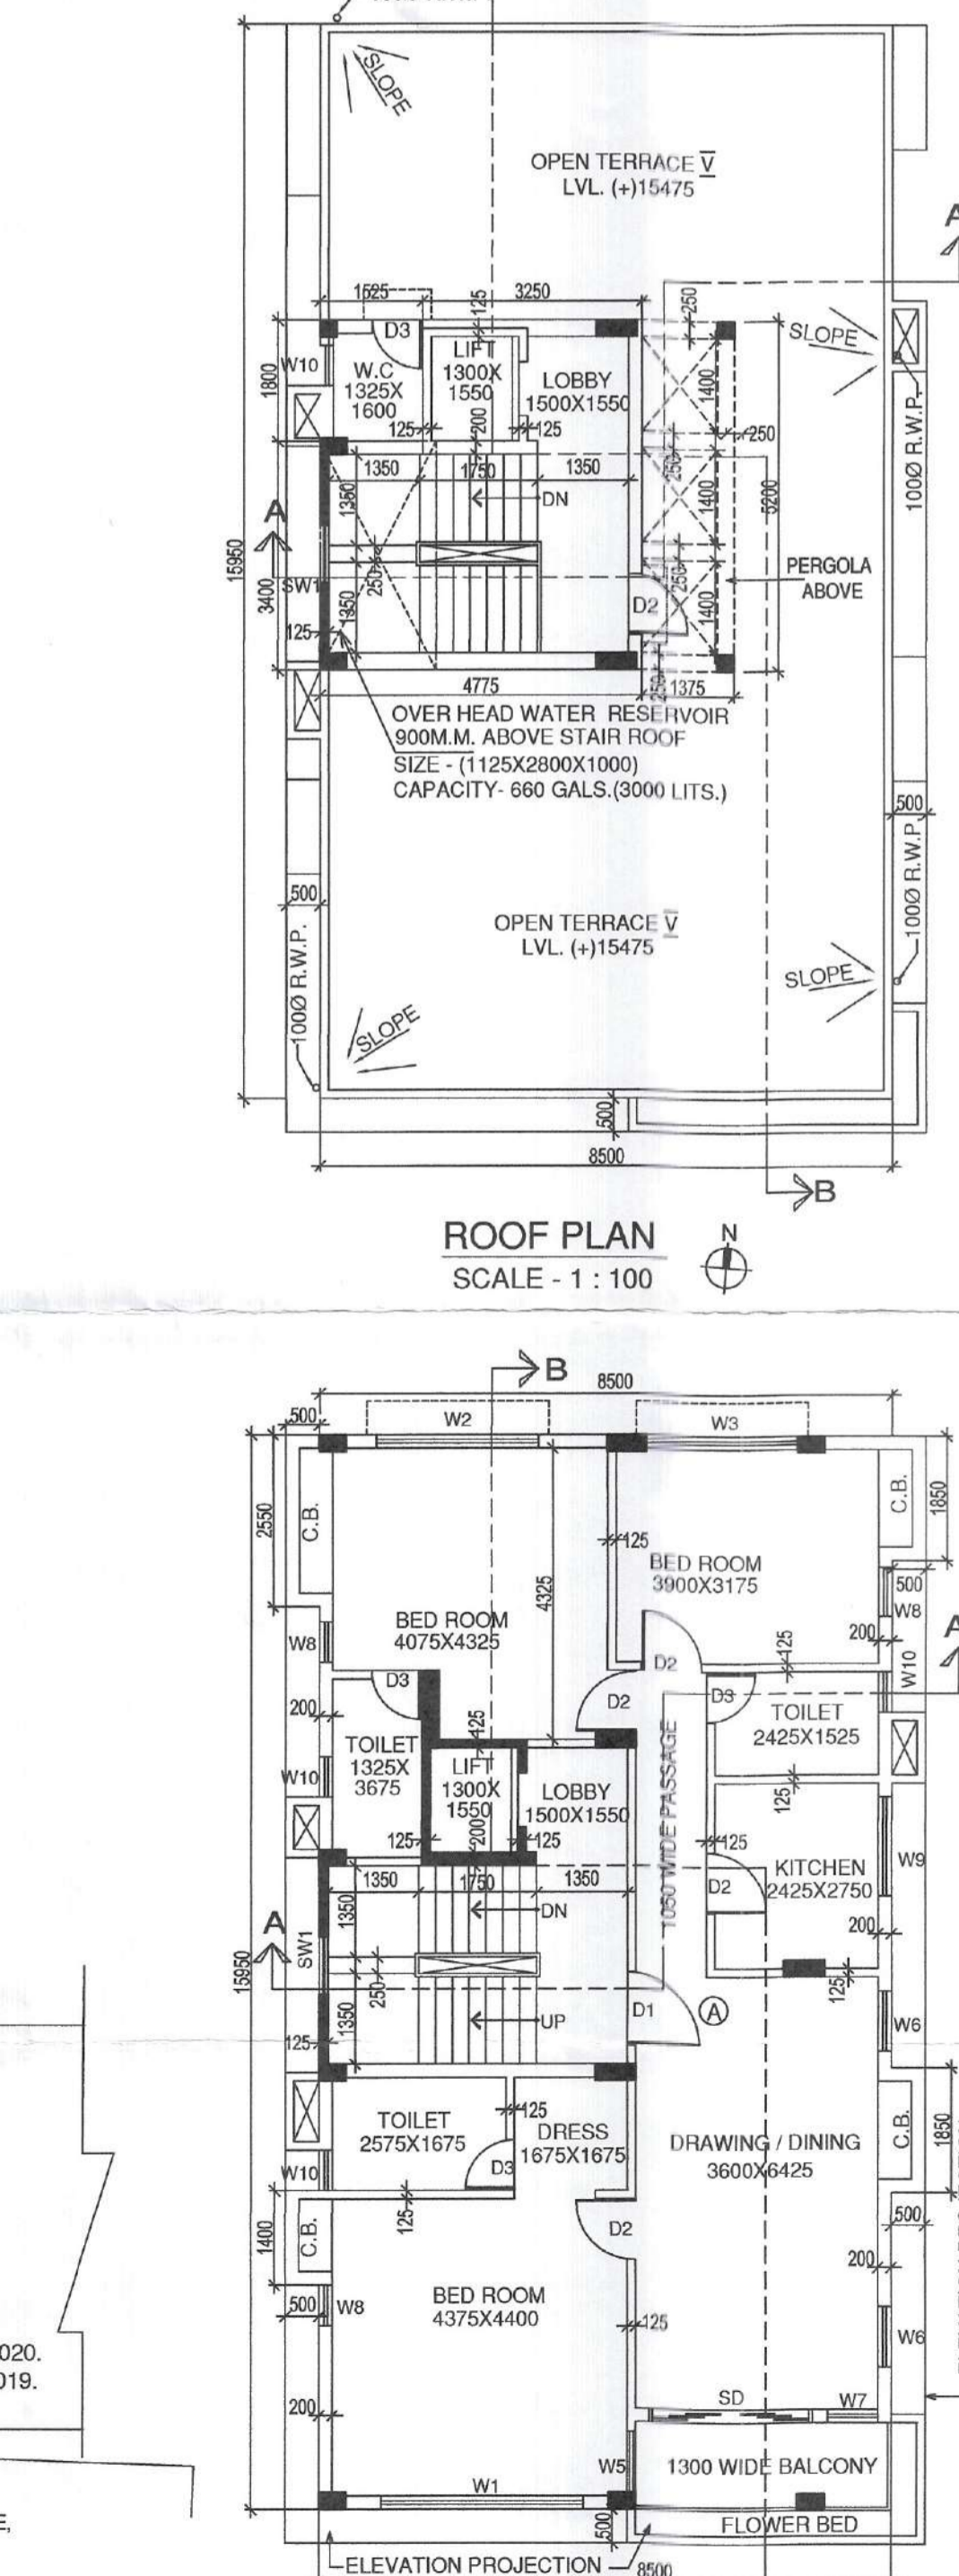 SLOPE
OPEN TERRACE V
LVL. (+)15475
A
1525
3250
125
250
D3
SLOPE
W10
W.C
1325X
1600
LIFT
1300X
1550
LOBBY
1500X1550
1800
1400
125
200
125
250
100Ø R.W.P.
1350
1750
1350
250
1350
DN
1400
5200
A
15950
3400
SW1
250
1350
250
D2
1400
PERGOLA
ABOVE
125
4775
250
1375
OVER HEAD WATER RESERVOIR
900M.M. ABOVE STAIR ROOF
SIZE - (1125X2800X1000)
CAPACITY- 660 GALS.(3000 LITS.)
500
500
100Ø R.W.P.
100Ø R.W.P.
OPEN TERRACE V
LVL. (+)15475
SLOPE
SLOPE
500
8500
B
ROOF PLAN
N
SCALE - 1 : 100
B
8500
500
W2
W3
2550
C.B.
C.B.
1850
125
4325
BED ROOM
3900X3175
500
W8
BED ROOM
4075X4325
W8
200
125
A
D2
W10
D3
D2
D3
TOILET
2425X1525
200
125
TOILET
1325X
3675
LIFT
1300X
1550
LOBBY
1500X1550
W10
1050 WIDE PASSAGE
125
125
200
125
125
KITCHEN
2425X2750
W9
1350
1750
1350
D2
1350
DN
200
A
SW1
15950
250
125
1350
UP
D1
A
W6
125
TOILET
2575X1675
125
DRESS
1675X1675
DRAWING / DINING
3600X6425
C.B.
1850
W10
D3
125
1400
C.B.
D2
500
200
BED ROOM
4375X4400
500
W8
125
W6
020.
019.
200
SD
W7
W5
1300 WIDE BALCONY
W1
FLOWER BED
500
E,
ELEVATION PROJECTION
8500